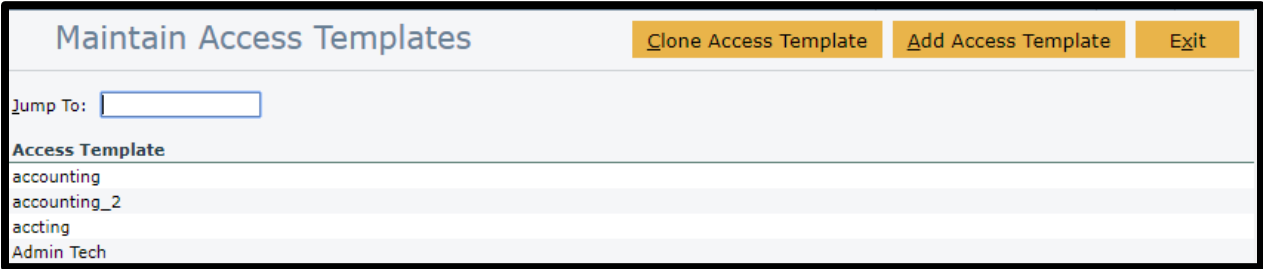 Maintain Access Templates Clone Access Template Add Access Template Exit
Jump To:
Access Template
accounting
accounting_2
accting
Admin Tech